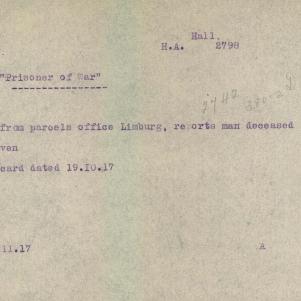 Hall.
H.A. 2798
"Prisoner of War"
from parcels office Limburg, reports man deceased
ven
card dated 19.I0.17
11.17 A